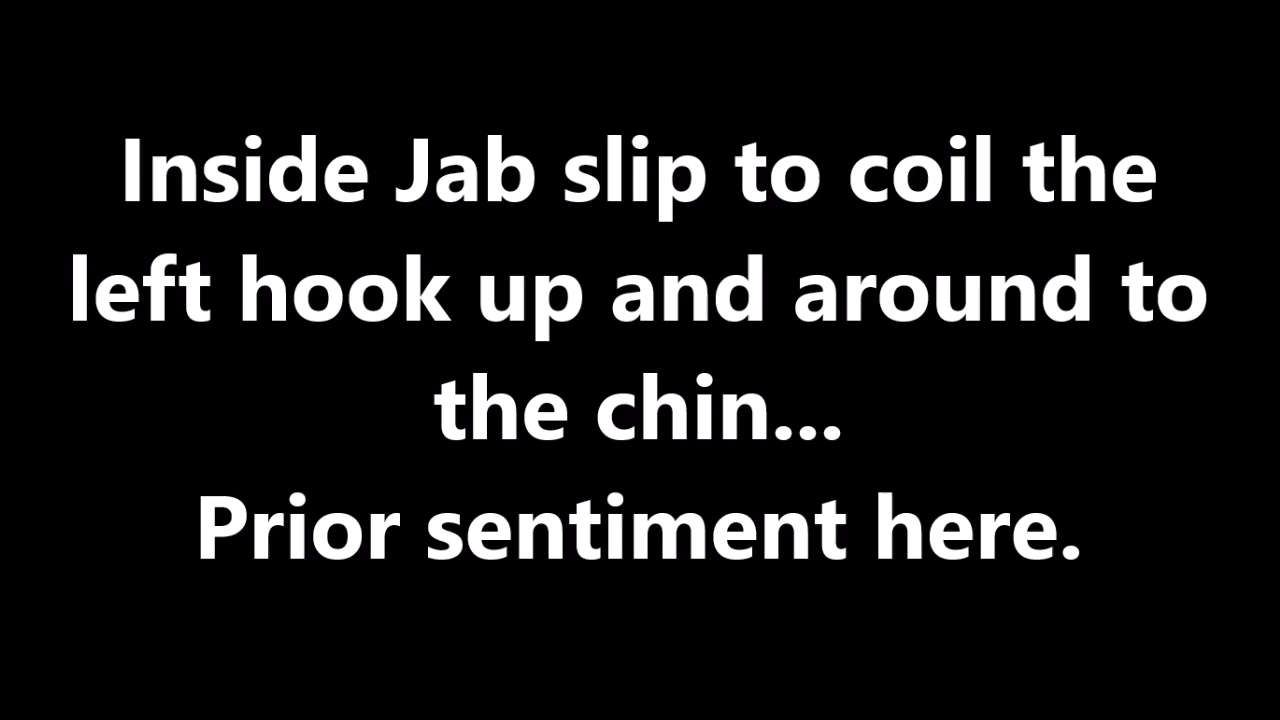 Inside Jab slip to coil the
left hook up and around to
the chin...
Prior sentiment here.